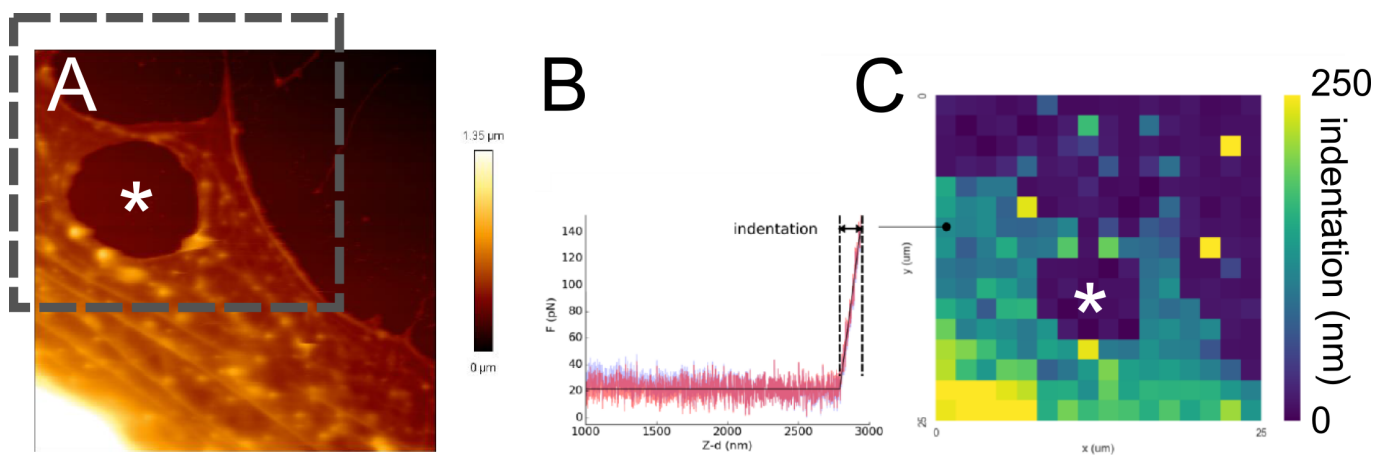 A
*
1.35 µm
0 µm
B
indentation
140
120
100
80
60
40
20
0
F (pN)
1000
1500
2000
2500
3000
Z-d (nm)
C
0
y (um)
25
*
0
25
x (um)
250
indentation (nm)
0